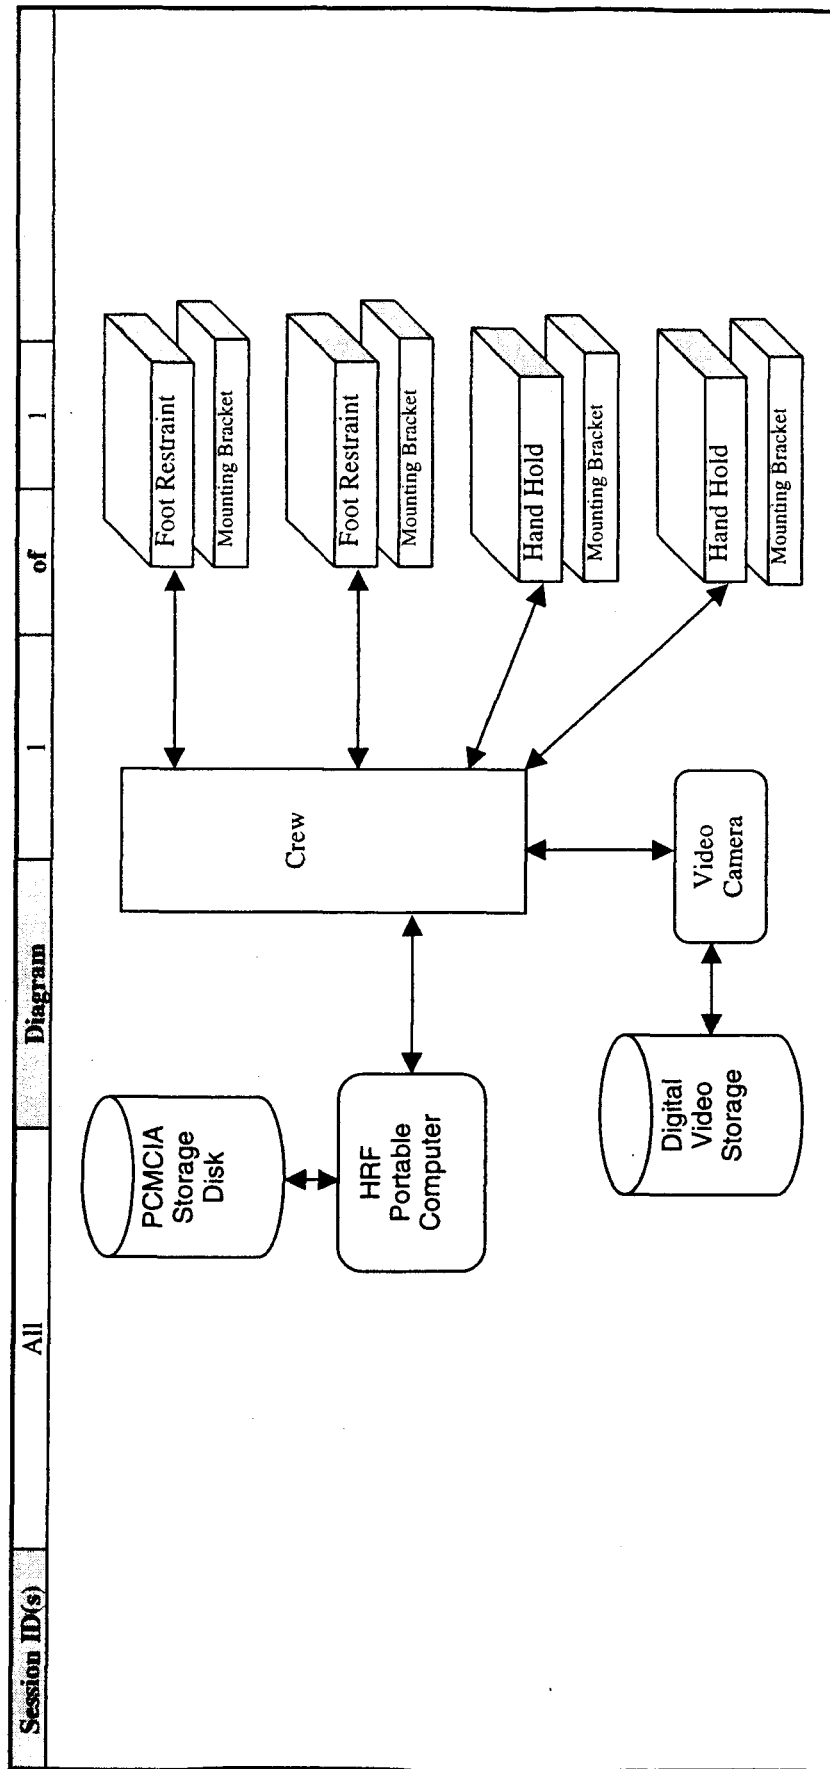 Session ID(s) All Diagram 1 of 1
PCMCIA
Storage
Disk
HRF
Portable
Computer
Digital
Video
Storage
Crew
Video
Camera
Foot Restraint
Mounting Bracket
Foot Restraint
Mounting Bracket
Hand Hold
Mounting Bracket
Hand Hold
Mounting Bracket